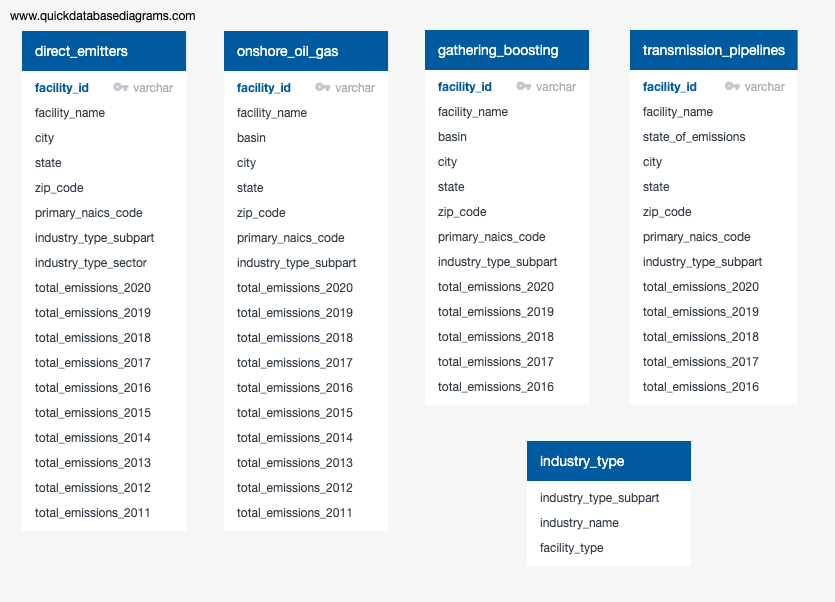 www.quickdatabasediagrams.com
direct_emitters
facility_id varchar
facility_name
city
state
zip_code
primary_naics_code
industry_type_subpart
industry_type_sector
total_emissions_2020
total_emissions_2019
total_emissions_2018
total_emissions_2017
total_emissions_2016
total_emissions_2015
total_emissions_2014
total_emissions_2013
total_emissions_2012
total_emissions_2011
onshore_oil_gas
facility_id varchar
facility_name
basin
city
state
zip_code
primary_naics_code
industry_type_subpart
total_emissions_2020
total_emissions_2019
total_emissions_2018
total_emissions_2017
total_emissions_2016
total_emissions_2015
total_emissions_2014
total_emissions_2013
total_emissions_2012
total_emissions_2011
gathering_boosting
facility_id varchar
facility_name
basin
city
state
zip_code
primary_naics_code
industry_type_subpart
total_emissions_2020
total_emissions_2019
total_emissions_2018
total_emissions_2017
total_emissions_2016
transmission_pipelines
facility_id varchar
facility_name
state_of_emissions
city
state
zip_code
primary_naics_code
industry_type_subpart
total_emissions_2020
total_emissions_2019
total_emissions_2018
total_emissions_2017
total_emissions_2016
industry_type
industry_type_subpart
industry_name
facility_type